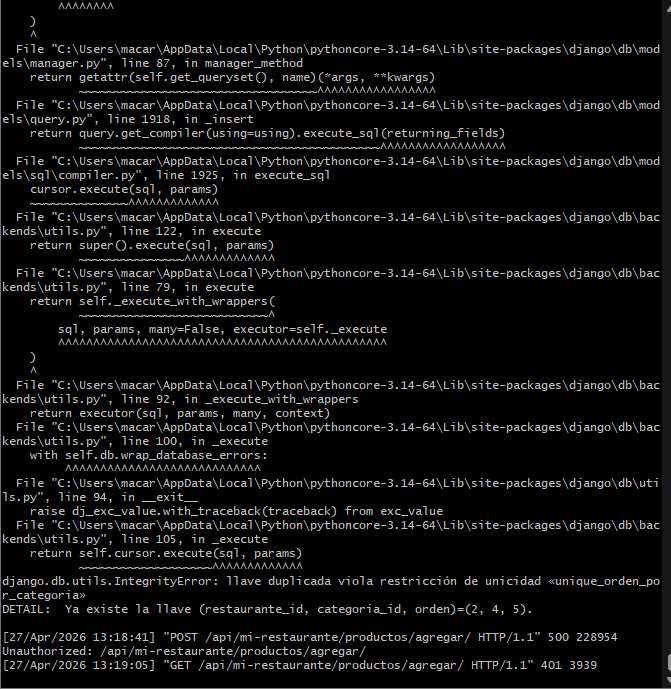 ^^^^^^^^
)
^
File "C:\Users\macar\AppData\Local\Python\pythoncore-3.14-64\Lib\site-packages\django\db\mod
els\manager.py", line 87, in manager_method
return getattr(self.get_queryset(), name)(*args, **kwargs)
~~~~~~~~~~~~~~~~~~~~~~~~~~~~~~~~~~^^^^^^^^^^^^^^^^^
File "C:\Users\macar\AppData\Local\Python\pythoncore-3.14-64\Lib\site-packages\django\db\mod
els\query.py", line 1918, in _insert
return query.get_compiler(using=using).execute_sql(returning_fields)
~~~~~~~~~~~~~~~~~~~~~~~~~~~~~~~~~~~~~~~~~~~^^^^^^^^^^^^^^^^^^
File "C:\Users\macar\AppData\Local\Python\pythoncore-3.14-64\Lib\site-packages\django\db\mod
els\sql\compiler.py", line 1925, in execute_sql
cursor.execute(sql, params)
~~~~~~~~~~~~~~^^^^^^^^^^^^^
File "C:\Users\macar\AppData\Local\Python\pythoncore-3.14-64\Lib\site-packages\django\db\bac
kends\utils.py", line 122, in execute
return super().execute(sql, params)
~~~~~~~~~~~~~~~^^^^^^^^^^^^^
File "C:\Users\macar\AppData\Local\Python\pythoncore-3.14-64\Lib\site-packages\django\db\bac
kends\utils.py", line 79, in execute
return self._execute_with_wrappers(
~~~~~~~~~~~~~~~~~~~~~~~~~~~^
sql, params, many=False, executor=self._execute
^^^^^^^^^^^^^^^^^^^^^^^^^^^^^^^^^^^^^^^^^^^^^^^
)
^
File "C:\Users\macar\AppData\Local\Python\pythoncore-3.14-64\Lib\site-packages\django\db\bac
kends\utils.py", line 92, in _execute_with_wrappers
return executor(sql, params, many, context)
File "C:\Users\macar\AppData\Local\Python\pythoncore-3.14-64\Lib\site-packages\django\db\bac
kends\utils.py", line 100, in _execute
with self.db.wrap_database_errors:
^^^^^^^^^^^^^^^^^^^^^^^^^^^^
File "C:\Users\macar\AppData\Local\Python\pythoncore-3.14-64\Lib\site-packages\django\db\uti
ls.py", line 94, in __exit__
raise dj_exc_value.with_traceback(traceback) from exc_value
File "C:\Users\macar\AppData\Local\Python\pythoncore-3.14-64\Lib\site-packages\django\db\bac
kends\utils.py", line 105, in _execute
return self.cursor.execute(sql, params)
~~~~~~~~~~~~~~~~~~~^^^^^^^^^^^^^
django.db.utils.IntegrityError: llave duplicada viola restricción de unicidad «unique_orden_po
r_categoria»
DETAIL:  Ya existe la llave (restaurante_id, categoria_id, orden)=(2, 4, 5).
[27/Apr/2026 13:18:41] "POST /api/mi-restaurante/productos/agregar/ HTTP/1.1" 500 228954
Unauthorized: /api/mi-restaurante/productos/agregar/
[27/Apr/2026 13:19:05] "GET /api/mi-restaurante/productos/agregar/ HTTP/1.1" 401 3939